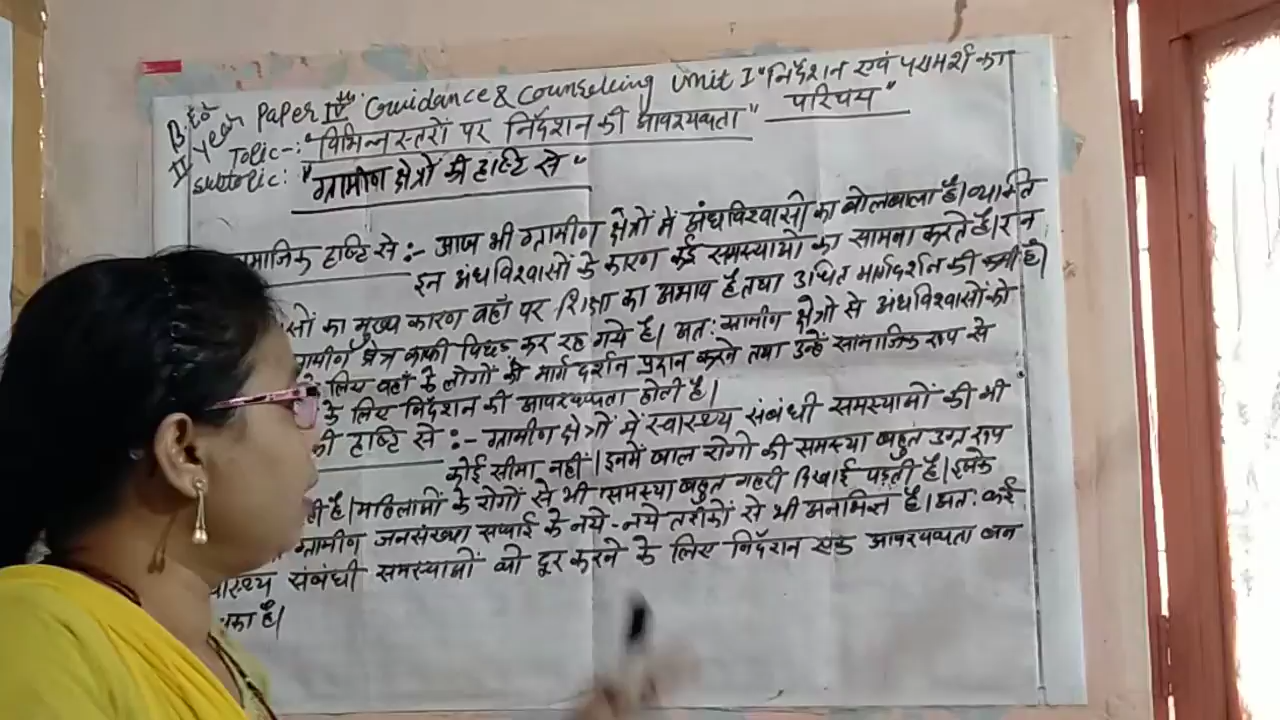 B.Ed II Year Paper IVth Guidance & Counselling Unit I "निर्देशन एवं परामर्श का परिचय"
Topic-: "विभिन्न स्तरों पर निर्देशन की आवश्यकता"
Subtopic: "ग्रामीण क्षेत्रों की दृष्टि से"
माजिक दृष्टि से :- आज भी ग्रामीण क्षेत्रों में अंधविश्वासों का बोलबाला है। व्यक्ति
इन अंधविश्वासों के कारण कई समस्याओं का सामना करते है। इन
सों का मुख्य कारण वहाँ पर शिक्षा का अभाव है तथा उचित मार्गदर्शन की कमी है।
ग्रामीण क्षेत्र काफी पिछड़ कर रह गये है। अत: ग्रामीण क्षेत्रों से अंधविश्वासों को
लिए वहाँ के लोगों को मार्गदर्शन प्रदान करने तथा उन्हें सामाजिक रूप से
के लिए निर्देशन की आवश्यकता होती है।
की दृष्टि से :- ग्रामीण क्षेत्रों में स्वास्थ्य संबंधी समस्याओं की भी
कोई सीमा नहीं। इनमें बाल रोगो की समस्या बहुत उग्र रूप
ही है। महिलाओं के रोगों से भी समस्या बहुत गहरी दिखाई पड़ती है। इसके
ग्रामीण जनसंख्या सफाई के नये-नये तरीकों से भी अनभिज्ञ है। अत: कई
वास्थ्य संबंधी समस्याओं को दूर करने के लिए निर्देशन एक आवश्यकता बन
का है।